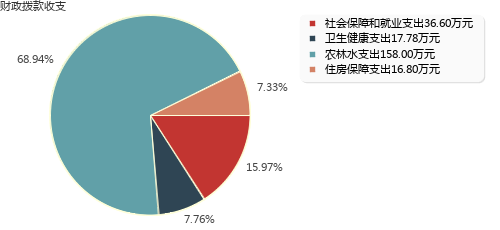 财政拨款收支
社会保障和就业支出36.60万元
卫生健康支出17.78万元
农林水支出158.00万元
住房保障支出16.80万元
68.94%
7.33%
15.97%
7.76%